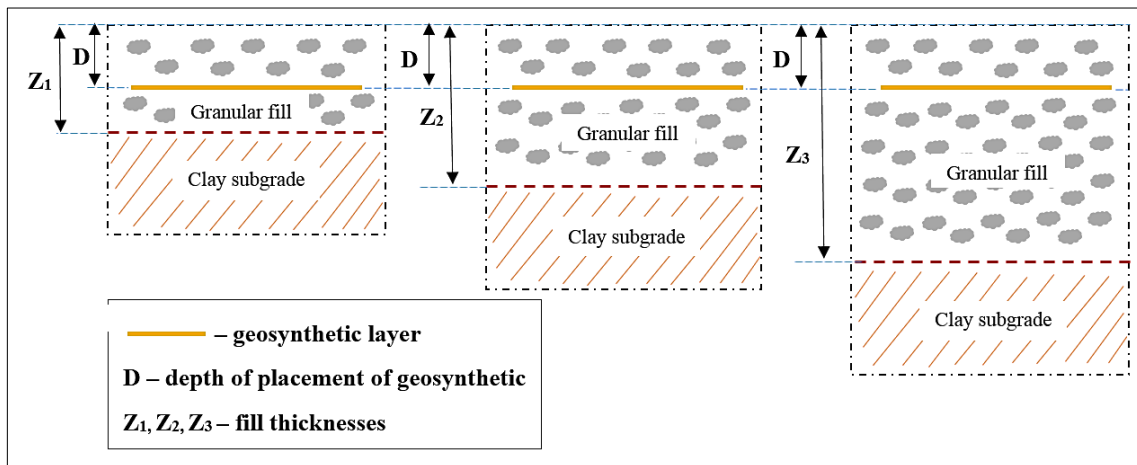 D
Z₁
Granular fill
Clay subgrade
D
Z₂
Granular fill
Clay subgrade
D
Z₃
Granular fill
Clay subgrade
– geosynthetic layer
D – depth of placement of geosynthetic
Z₁, Z₂, Z₃ – fill thicknesses